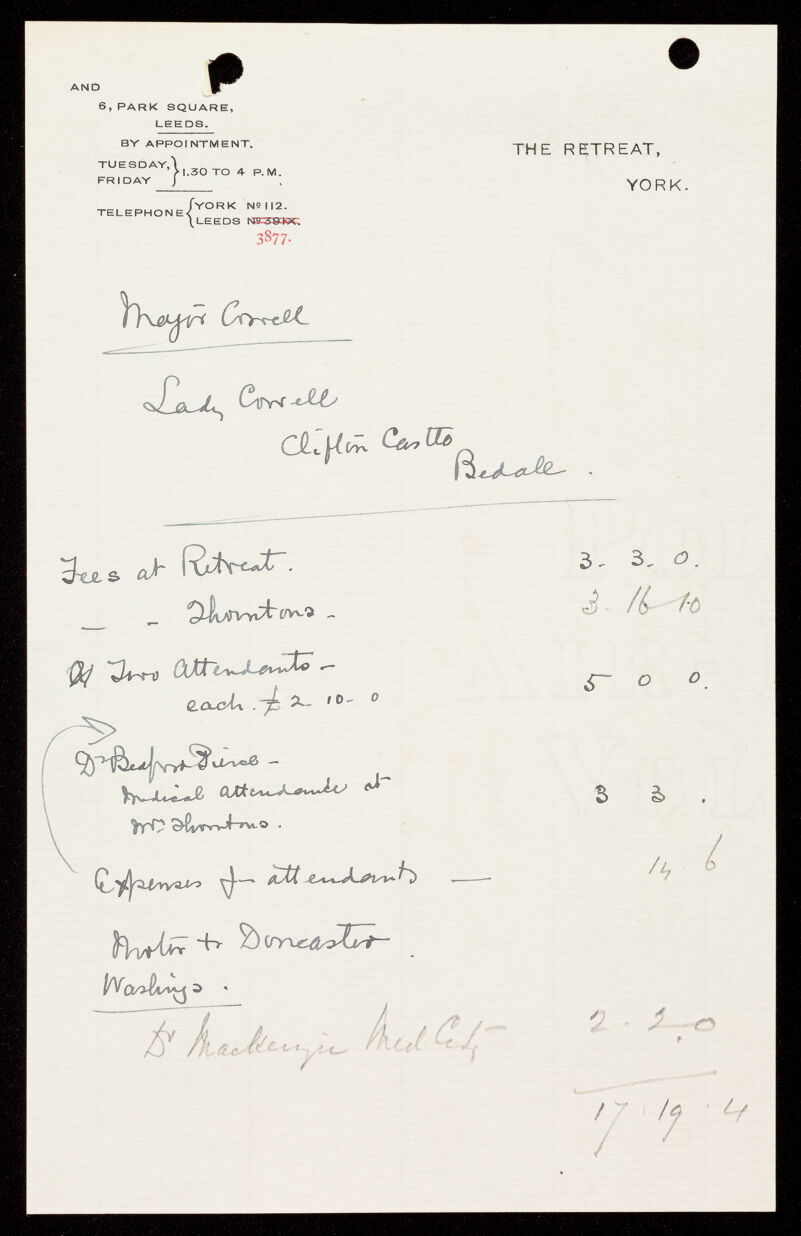 AND
6, PARK SQUARE,
LEEDS.
BY APPOINTMENT.
TUESDAY, } 1.30 TO 4 P.M.
FRIDAY
TELEPHONE { YORK Nº 112.
LEEDS Nº 391X.
3877.
THE RETREAT,
YORK.
Major Cowell
Lady Cowell
Clifton Castle
Bedale.
Fees at Retreat. 3. 3. 0.
— - Thorntons - 3. 16 10
Two Attendants -
each. £2-10-0 5 0 0.
Dr Bedford Pierce -
Medical attendance at 3 3 .
Mrs Thorntons.
Expenses for attendants — 14 6
Motor to Doncaster.
Washings.
Dr Mackenzie Med Cert 2. 2. 0
17. 19. 4